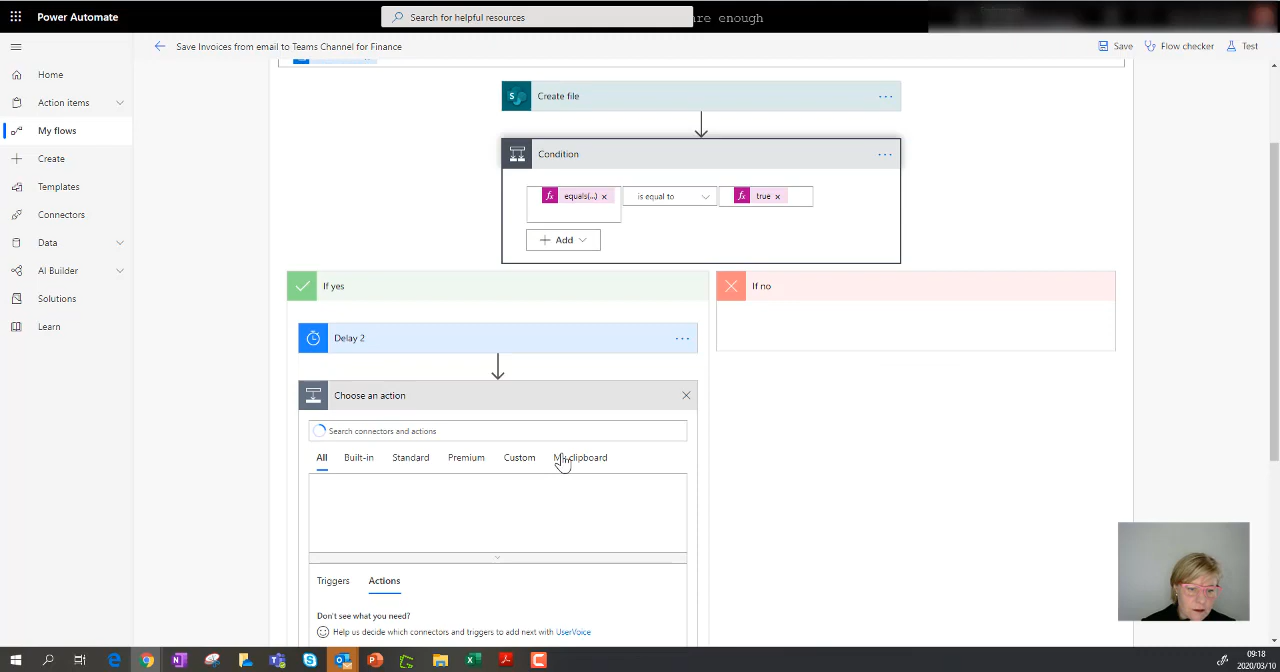 Power Automate
Search for helpful resources
re enough
Save Invoices from email to Teams Channel for Finance
Save
Flow checker
Test
Home
Action items
My flows
Create
Templates
Connectors
Data
AI Builder
Solutions
Learn
Create file
Condition
fx equals(...) ×
is equal to
fx true ×
+ Add
If yes
If no
Delay 2
Choose an action
Search connectors and actions
All Built-in Standard Premium Custom My clipboard
Triggers Actions
Don't see what you need?
Help us decide which connectors and triggers to add next with UserVoice
09:18
2020/03/10